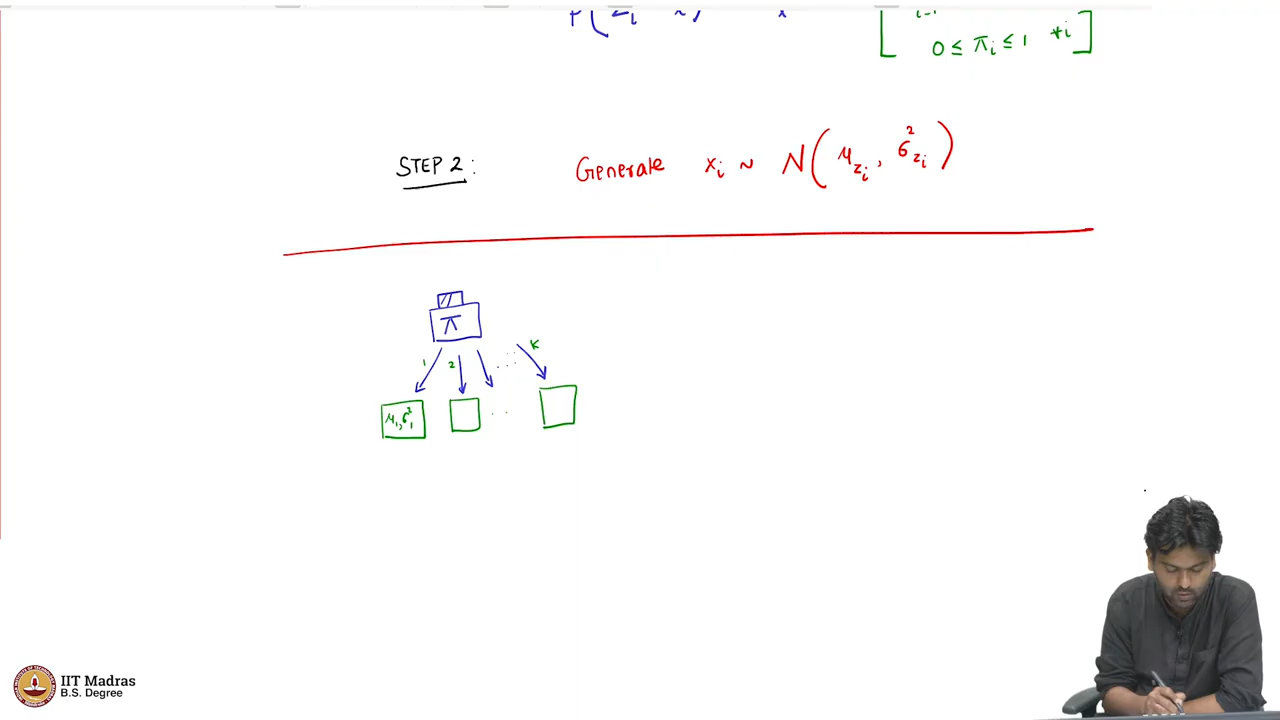 0 ≤ π_i ≤ 1 ∀i
STEP 2: Generate x_i ~ N(μ_{z_i}, σ²_{z_i})
π
1 2 ... K
μ_1, σ_1² ...
IIT Madras
B.S. Degree